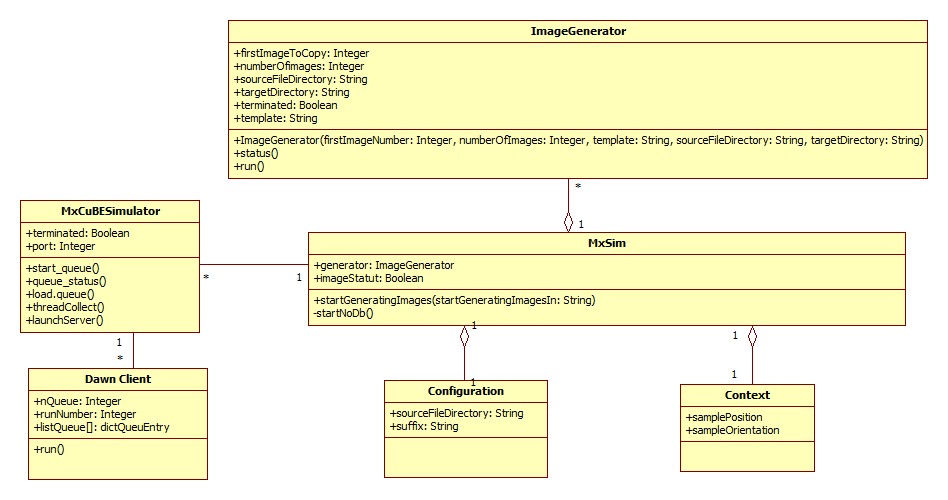 ImageGenerator
+firstImageToCopy: Integer
+numberOfimages: Integer
+sourceFileDirectory: String
+targetDirectory: String
+terminated: Boolean
+template: String
+ImageGenerator(firstImageNumber: Integer, numberOfImages: Integer, template: String, sourceFileDirectory: String, targetDirectory: String)
+status()
+run()
*
1
MxCuBESimulator
+terminated: Boolean
+port: Integer
+start_queue()
+queue_status()
+load.queue()
+threadCollect()
+launchServer()
*
1
MxSim
+generator: ImageGenerator
+imageStatut: Boolean
+startGeneratingImages(startGeneratingImagesIn: String)
-startNoDb()
1
*
Dawn Client
+nQueue: Integer
+runNumber: Integer
+listQueue[]: dictQueuEntry
+run()
1
1
Configuration
+sourceFileDirectory: String
+suffix: String
1
1
Context
+samplePosition
+sampleOrientation